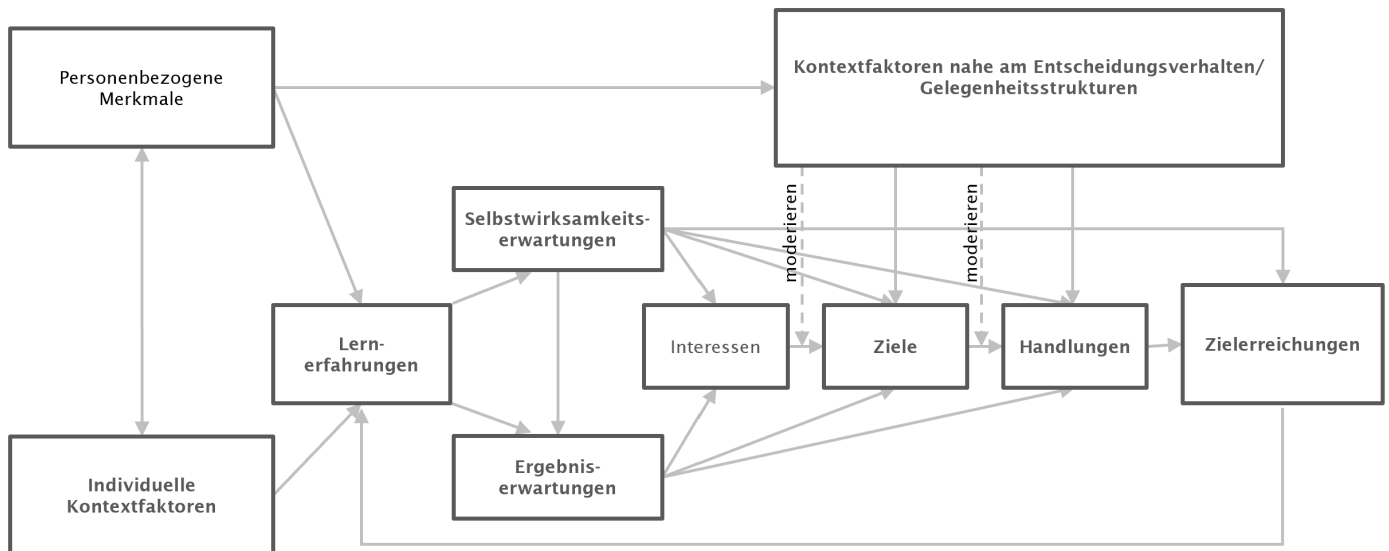 Personenbezogene
Merkmale
Kontextfaktoren nahe am Entscheidungsverhalten/
Gelegenheitsstrukturen
moderieren
moderieren
Selbstwirksamkeits-
erwartungen
Lern-
erfahrungen
Interessen
Ziele
Handlungen
Zielerreichungen
Ergebnis-
erwartungen
Individuelle
Kontextfaktoren